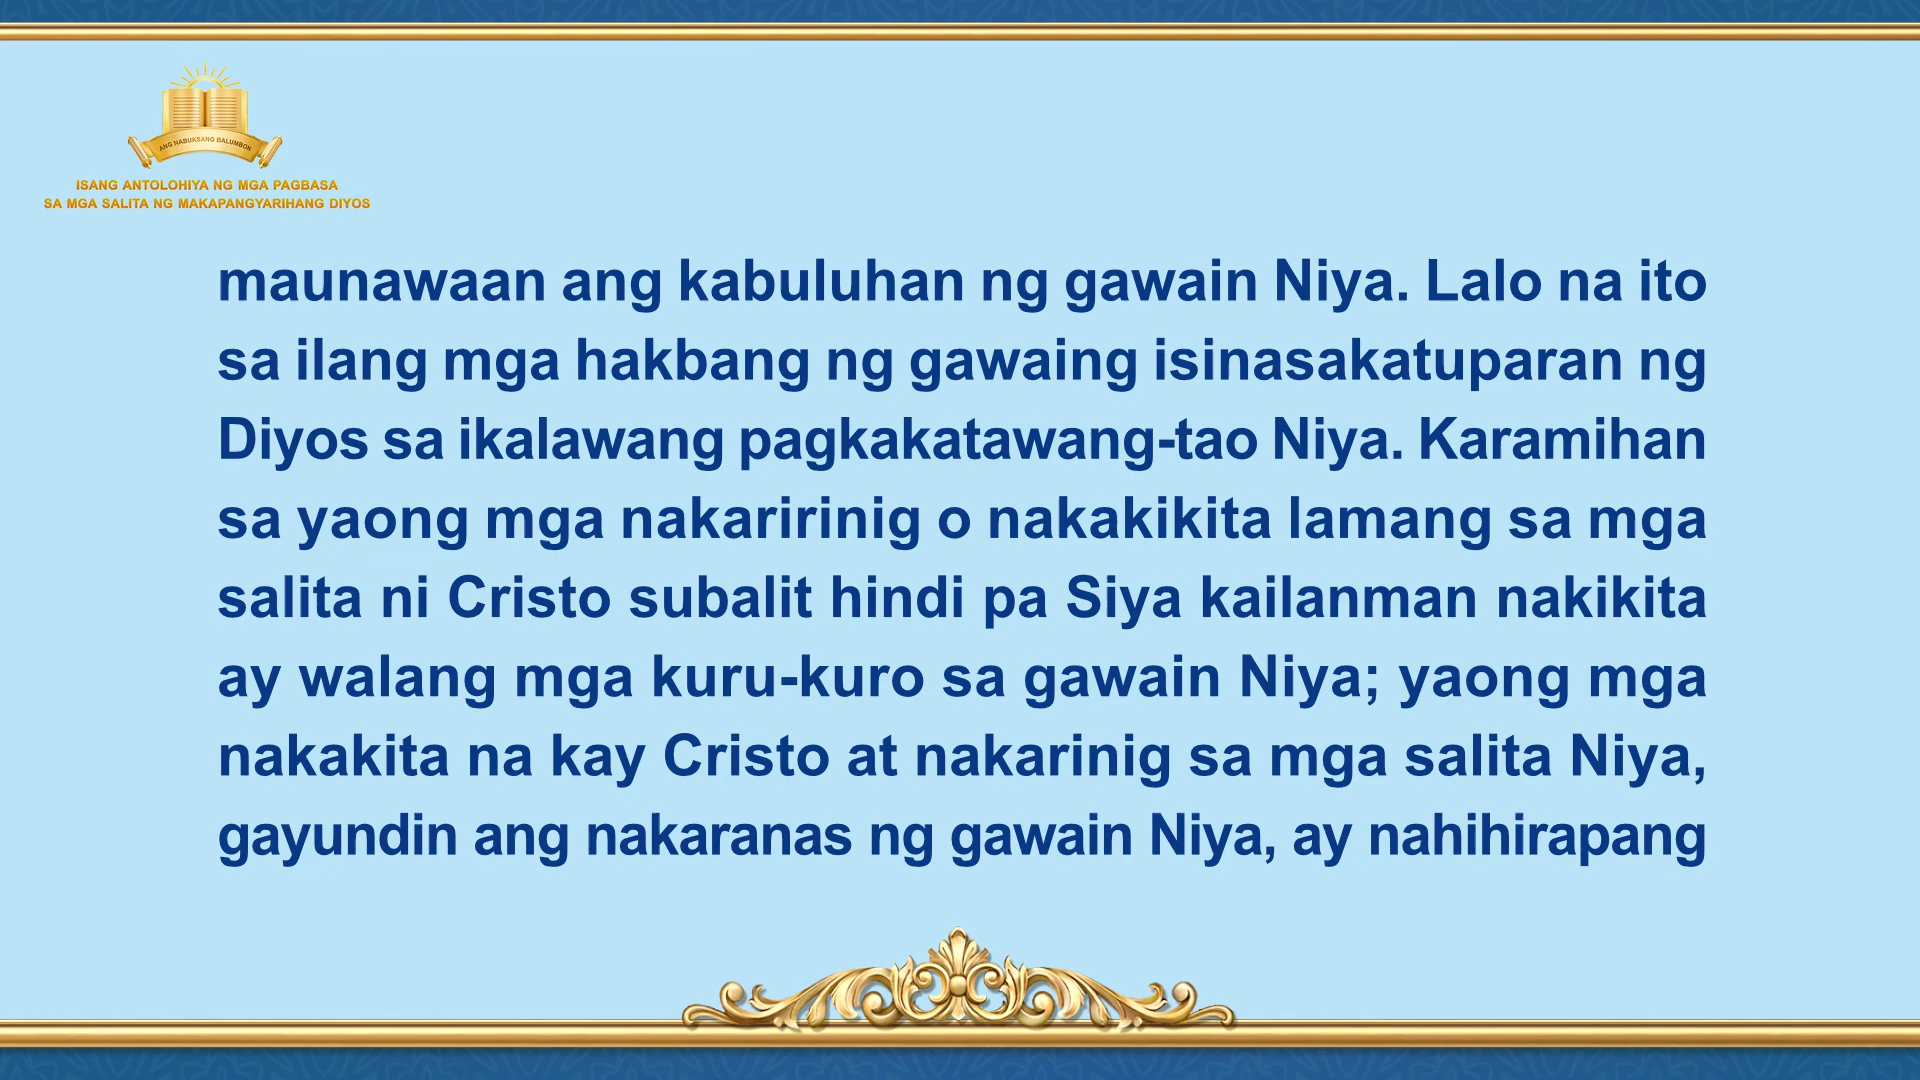 ANG NABUKSANG BALUMBON
ISANG ANTOLOHIYA NG MGA PAGBASA
SA MGA SALITA NG MAKAPANGYARIHANG DIYOS
maunawaan ang kabuluhan ng gawain Niya. Lalo na ito
sa ilang mga hakbang ng gawaing isinasakatuparan ng
Diyos sa ikalawang pagkakatawang-tao Niya. Karamihan
sa yaong mga nakaririnig o nakakikita lamang sa mga
salita ni Cristo subalit hindi pa Siya kailanman nakikita
ay walang mga kuru-kuro sa gawain Niya; yaong mga
nakakita na kay Cristo at nakarinig sa mga salita Niya,
gayundin ang nakaranas ng gawain Niya, ay nahihirapang